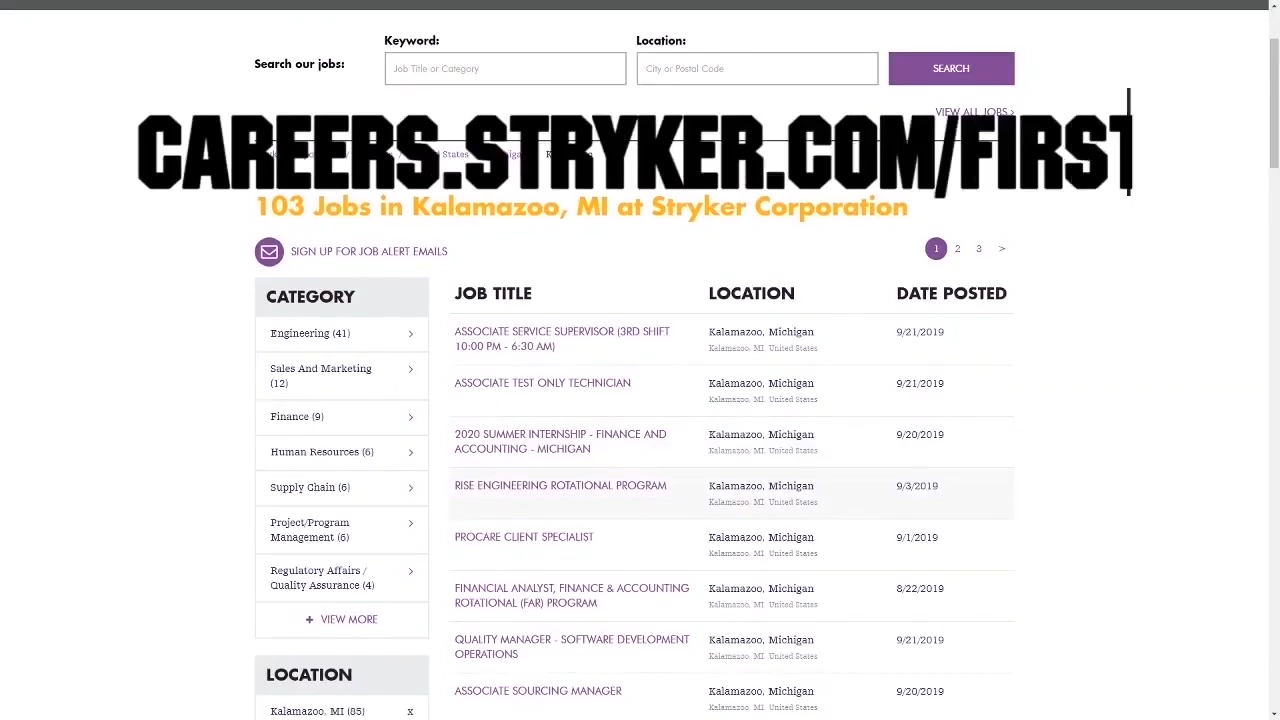 Keyword:
Location:
Search our jobs:
Job Title or Category
City or Postal Code
SEARCH
VIEW ALL JOBS >
CAREERS.STRYKER.COM/FIRST
103 Jobs in Kalamazoo, MI at Stryker Corporation
SIGN UP FOR JOB ALERT EMAILS
1 2 3 >
CATEGORY
Engineering (41)
Sales And Marketing
(12)
Finance (9)
Human Resources (6)
Supply Chain (6)
Project/Program
Management (6)
Regulatory Affairs /
Quality Assurance (4)
+ VIEW MORE
LOCATION
Kalamazoo, MI (85) x
JOB TITLE LOCATION DATE POSTED
ASSOCIATE SERVICE SUPERVISOR (3RD SHIFT
10:00 PM - 6:30 AM)
Kalamazoo, Michigan
Kalamazoo, MI, United States
9/21/2019
ASSOCIATE TEST ONLY TECHNICIAN
Kalamazoo, Michigan
Kalamazoo, MI, United States
9/21/2019
2020 SUMMER INTERNSHIP - FINANCE AND
ACCOUNTING - MICHIGAN
Kalamazoo, Michigan
Kalamazoo, MI, United States
9/20/2019
RISE ENGINEERING ROTATIONAL PROGRAM
Kalamazoo, Michigan
Kalamazoo, MI, United States
9/3/2019
PROCARE CLIENT SPECIALIST
Kalamazoo, Michigan
Kalamazoo, MI, United States
9/1/2019
FINANCIAL ANALYST, FINANCE & ACCOUNTING
ROTATIONAL (FAR) PROGRAM
Kalamazoo, Michigan
Kalamazoo, MI, United States
8/22/2019
QUALITY MANAGER - SOFTWARE DEVELOPMENT
OPERATIONS
Kalamazoo, Michigan
Kalamazoo, MI, United States
9/21/2019
ASSOCIATE SOURCING MANAGER
Kalamazoo, Michigan
Kalamazoo, MI, United States
9/20/2019